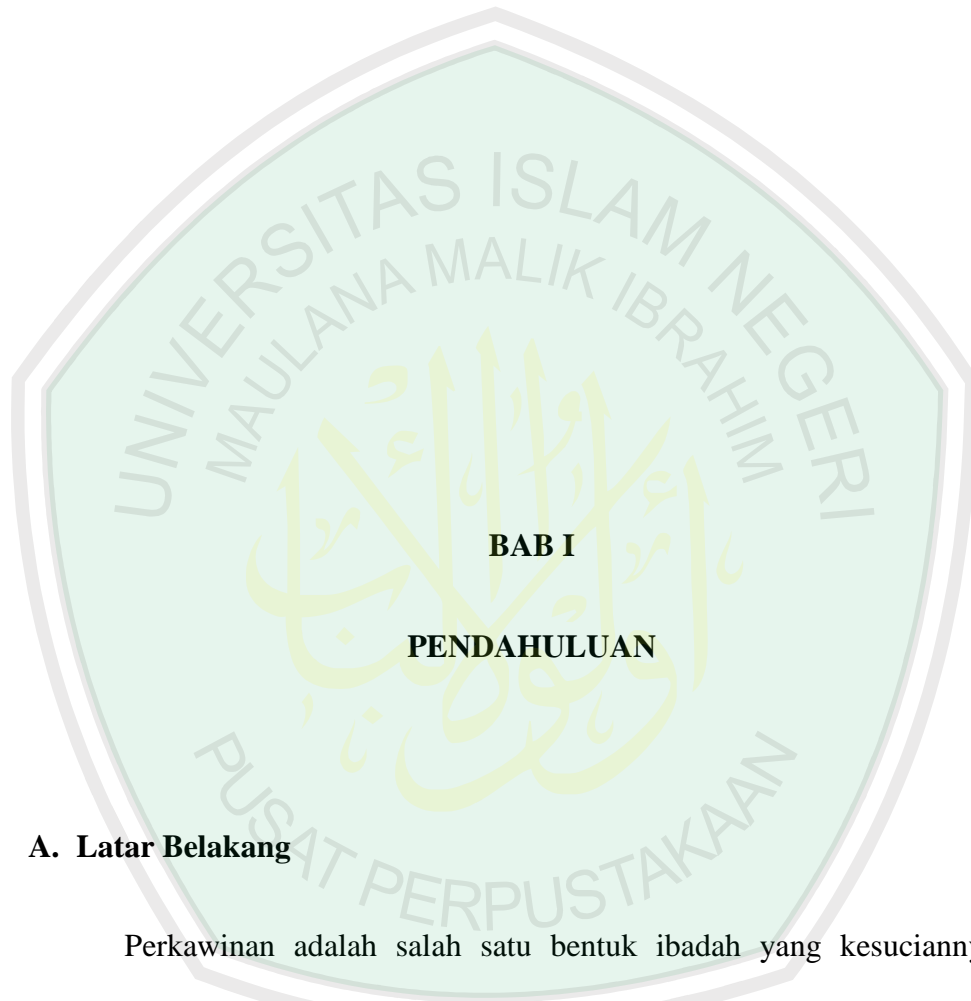 UNIVERSITAS ISLAM NEGERI
MAULANA MALIK IBRAHIM
BAB I
PENDAHULUAN
A. Latar Belakang
PUSAT PERPUSTAKAAN
Perkawinan adalah salah satu bentuk ibadah yang